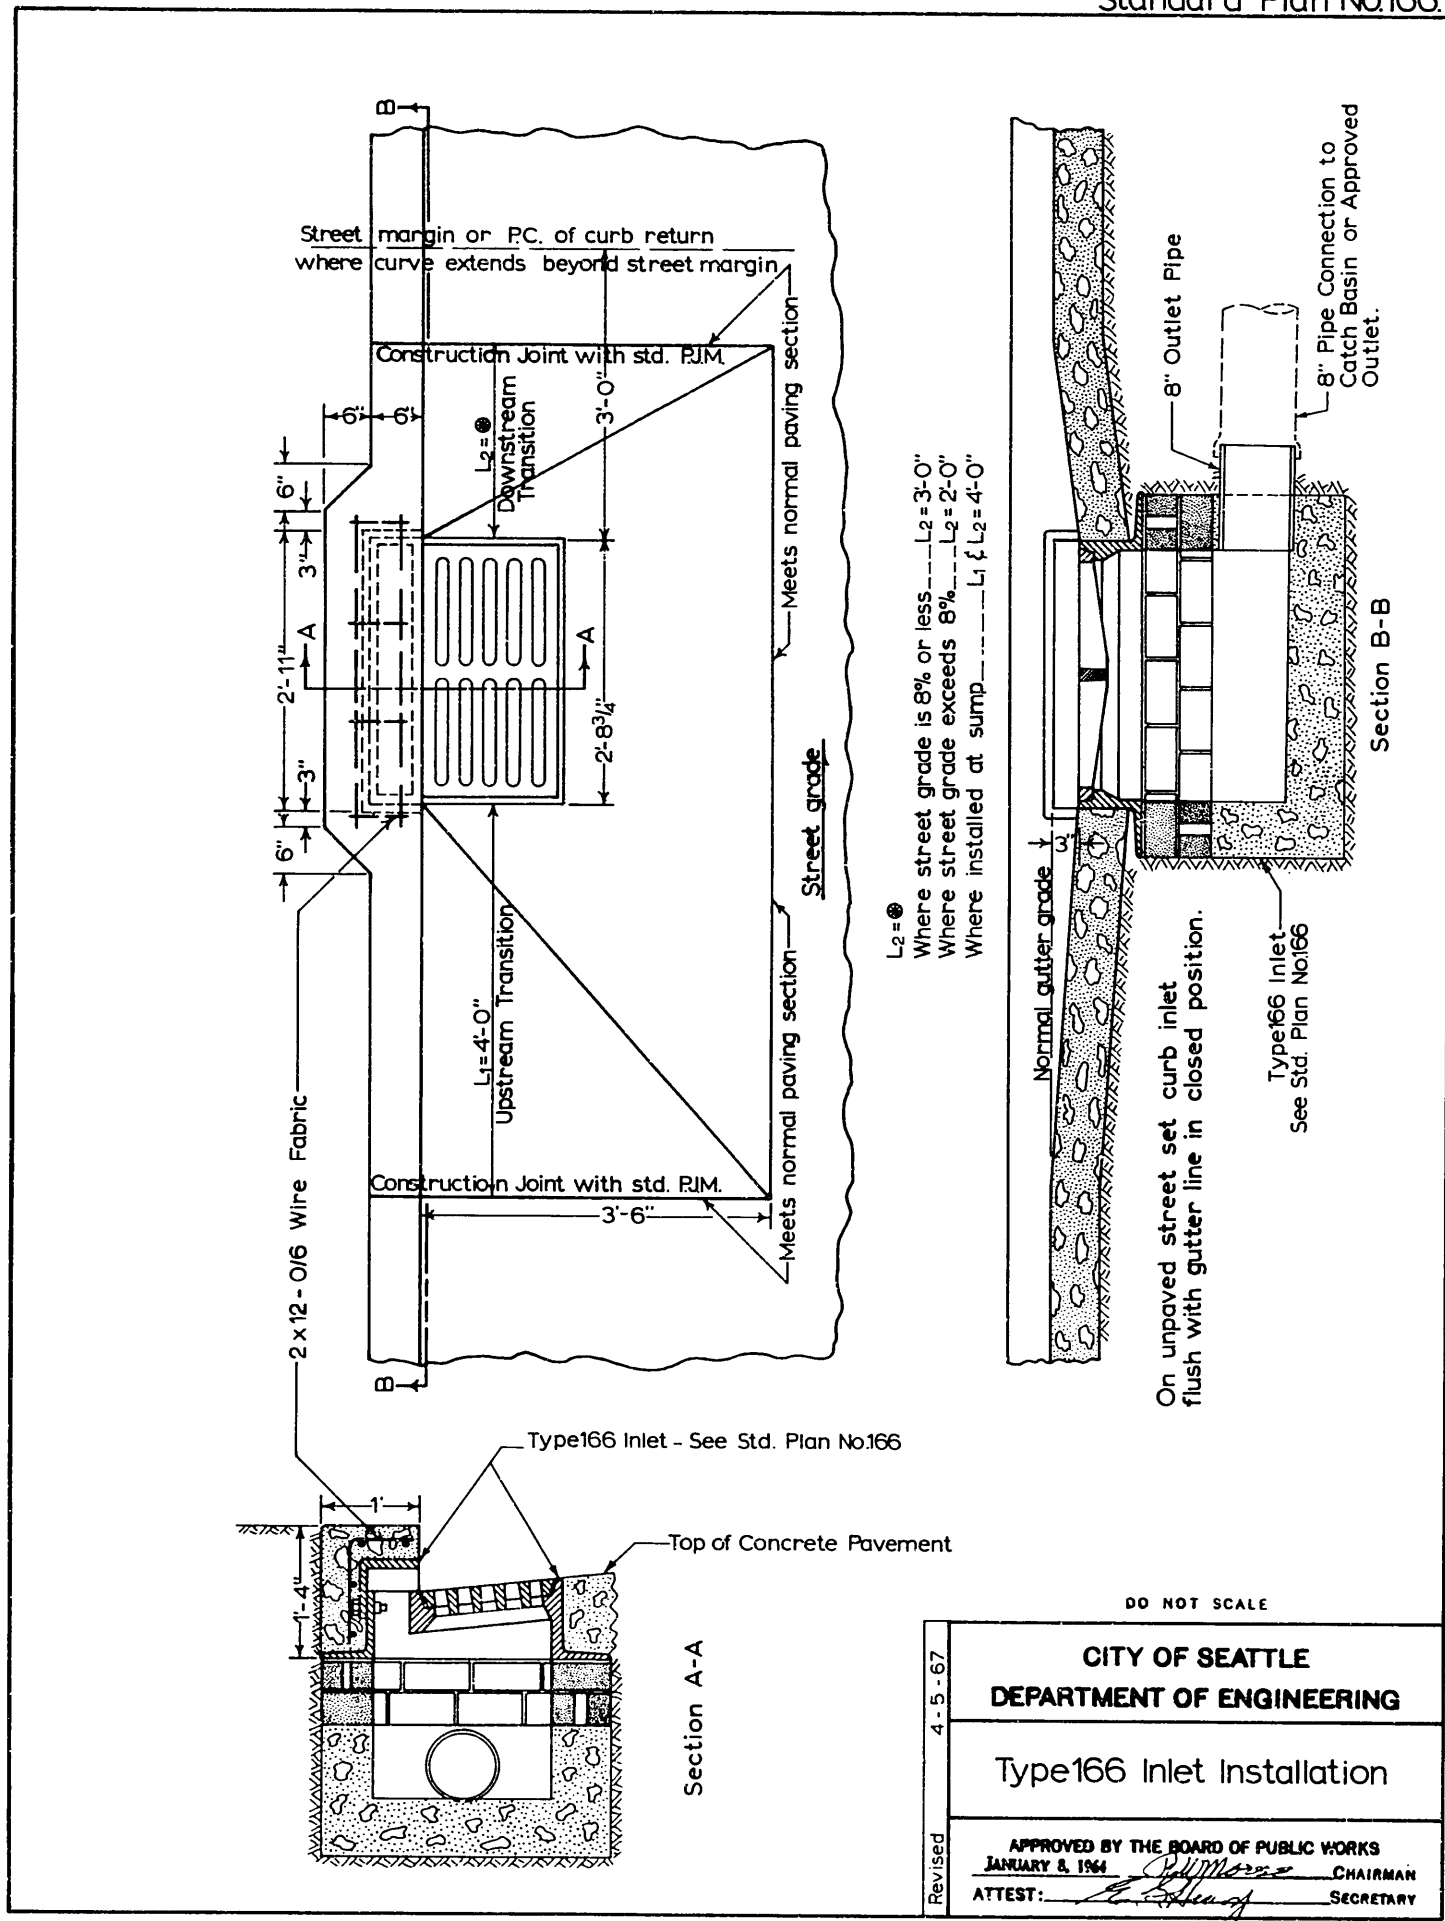 Standard Plan No.166.
B
Street margin or P.C. of curb return
where curve extends beyond street margin
Construction Joint with std. P.J.M.
6"
6"
L2=⊛
Downstream
Transition
3'-0"
Meets normal paving section
6"
3"
2'-11"
A
A
2'-8¾"
3"
6"
Street grade
L1=4'-0"
Upstream Transition
Meets normal paving section
Construction Joint with std. P.J.M.
3'-6"
Meets normal paving section
2x12-0/6 Wire Fabric
B
L2=⊛
Where street grade is 8% or less___L2=3'-0"
Where street grade exceeds 8%___L2=2'-0"
Where installed at sump______L1 & L2=4'-0"
8" Outlet Pipe
8" Pipe Connection to
Catch Basin or Approved
Outlet.
Section B-B
3"
Normal gutter grade
Type166 Inlet
See Std. Plan No.166
On unpaved street set curb inlet
flush with gutter line in closed position.
Type166 Inlet - See Std. Plan No.166
1'
1'-4"
Top of Concrete Pavement
Section A-A
DO NOT SCALE
Revised 4-5-67
CITY OF SEATTLE
DEPARTMENT OF ENGINEERING
Type166 Inlet Installation
APPROVED BY THE BOARD OF PUBLIC WORKS
JANUARY 8, 1964 CHAIRMAN
ATTEST: SECRETARY